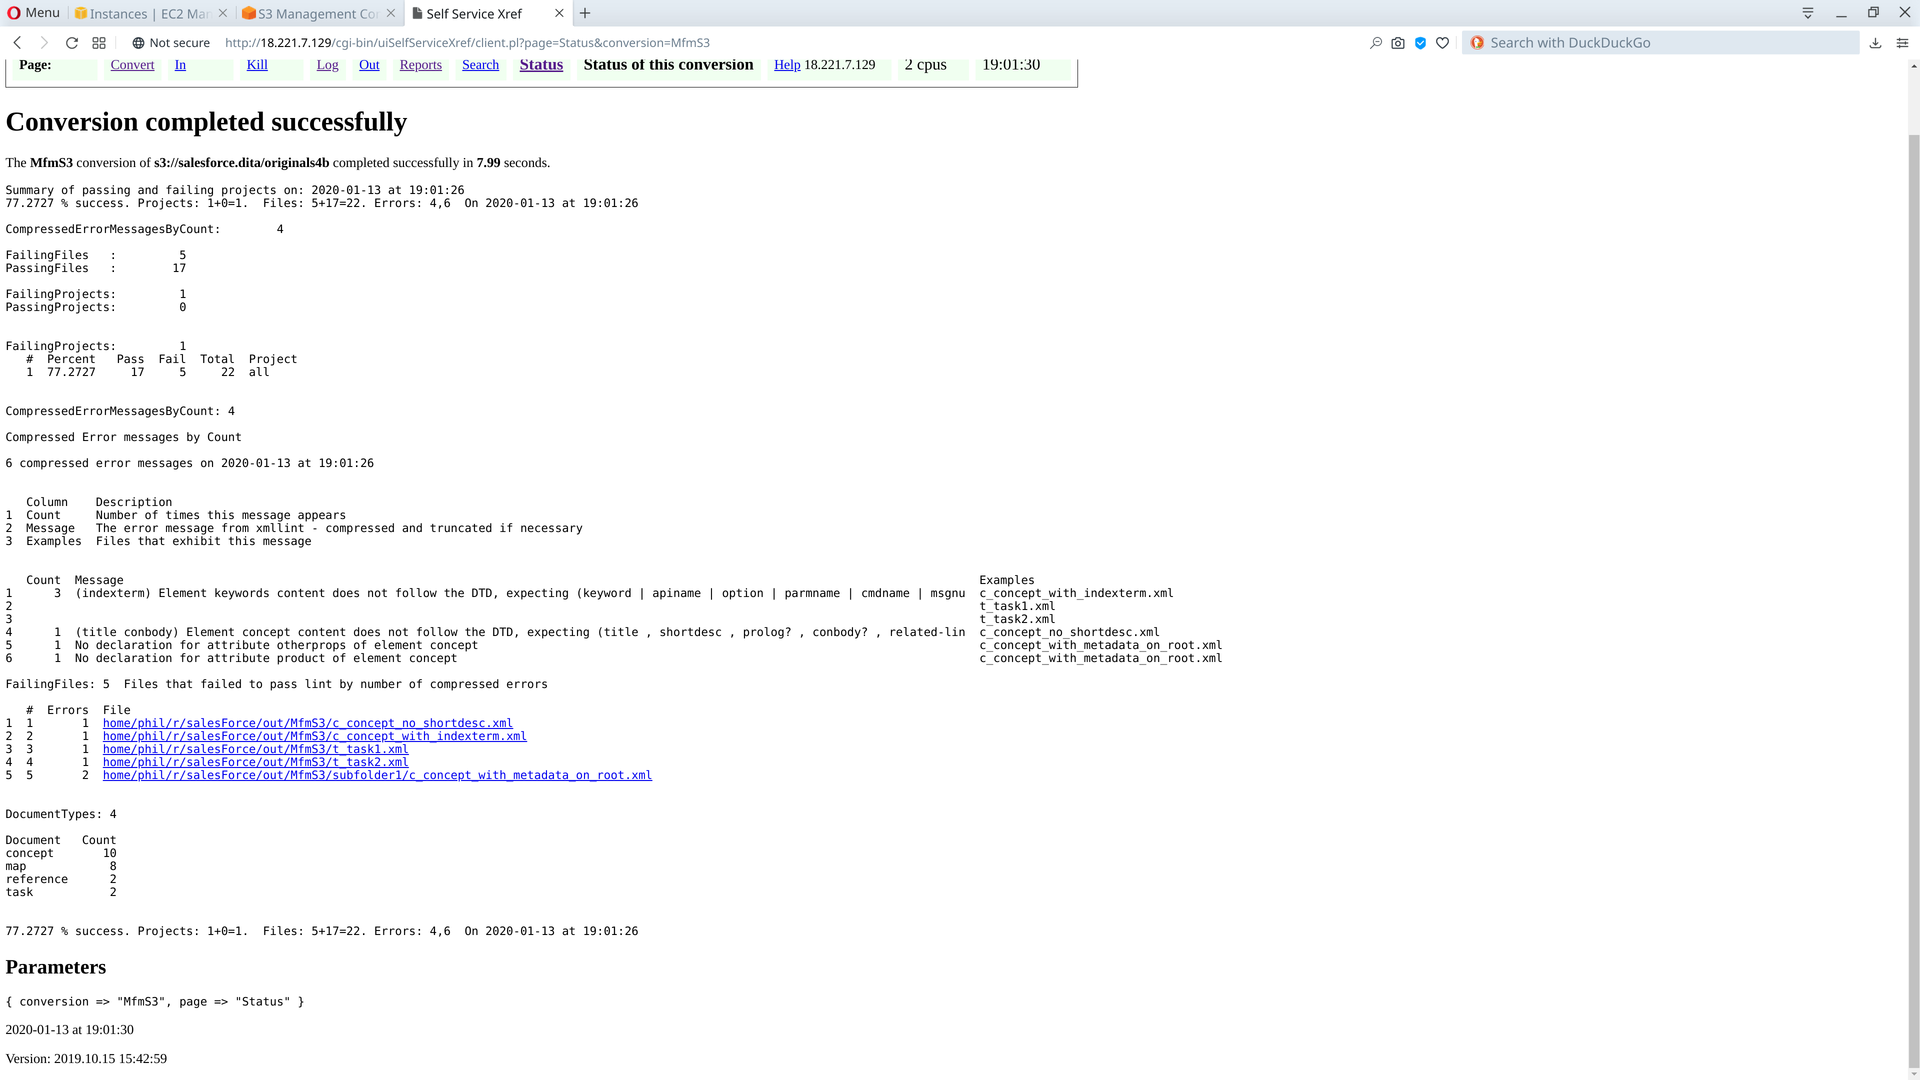 Menu Instances | EC2 Man S3 Management Co Self Service Xref
Not secure http://18.221.7.129/cgi-bin/uiSelfServiceXref/client.pl?page=Status&conversion=MfmS3 Search with DuckDuckGo
Page: Convert In Kill Log Out Reports Search Status Status of this conversion Help 18.221.7.129 2 cpus 19:01:30
Conversion completed successfully
The MfmS3 conversion of s3://salesforce.dita/originals4b completed successfully in 7.99 seconds.
Summary of passing and failing projects on: 2020-01-13 at 19:01:26
77.2727 % success. Projects: 1+0=1.  Files: 5+17=22. Errors: 4,6  On 2020-01-13 at 19:01:26
CompressedErrorMessagesByCount:        4
FailingFiles   :         5
PassingFiles   :        17
FailingProjects:         1
PassingProjects:         0
FailingProjects:         1
   #  Percent   Pass  Fail  Total  Project
   1  77.2727     17     5     22  all
CompressedErrorMessagesByCount: 4
Compressed Error messages by Count
6 compressed error messages on 2020-01-13 at 19:01:26
   Column    Description
1  Count     Number of times this message appears
2  Message   The error message from xmllint - compressed and truncated if necessary
3  Examples  Files that exhibit this message
   Count  Message  Examples
1      3  (indexterm) Element keywords content does not follow the DTD, expecting (keyword | apiname | option | parmname | cmdname | msgnu  c_concept_with_indexterm.xml
2  t_task1.xml
3  t_task2.xml
4      1  (title conbody) Element concept content does not follow the DTD, expecting (title , shortdesc , prolog? , conbody? , related-lin  c_concept_no_shortdesc.xml
5      1  No declaration for attribute otherprops of element concept  c_concept_with_metadata_on_root.xml
6      1  No declaration for attribute product of element concept  c_concept_with_metadata_on_root.xml
FailingFiles: 5  Files that failed to pass lint by number of compressed errors
   #  Errors  File
1  1       1  home/phil/r/salesForce/out/MfmS3/c_concept_no_shortdesc.xml
2  2       1  home/phil/r/salesForce/out/MfmS3/c_concept_with_indexterm.xml
3  3       1  home/phil/r/salesForce/out/MfmS3/t_task1.xml
4  4       1  home/phil/r/salesForce/out/MfmS3/t_task2.xml
5  5       2  home/phil/r/salesForce/out/MfmS3/subfolder1/c_concept_with_metadata_on_root.xml
DocumentTypes: 4
Document   Count
concept       10
map            8
reference      2
task           2
77.2727 % success. Projects: 1+0=1.  Files: 5+17=22. Errors: 4,6  On 2020-01-13 at 19:01:26
Parameters
{ conversion => "MfmS3", page => "Status" }
2020-01-13 at 19:01:30
Version: 2019.10.15 15:42:59